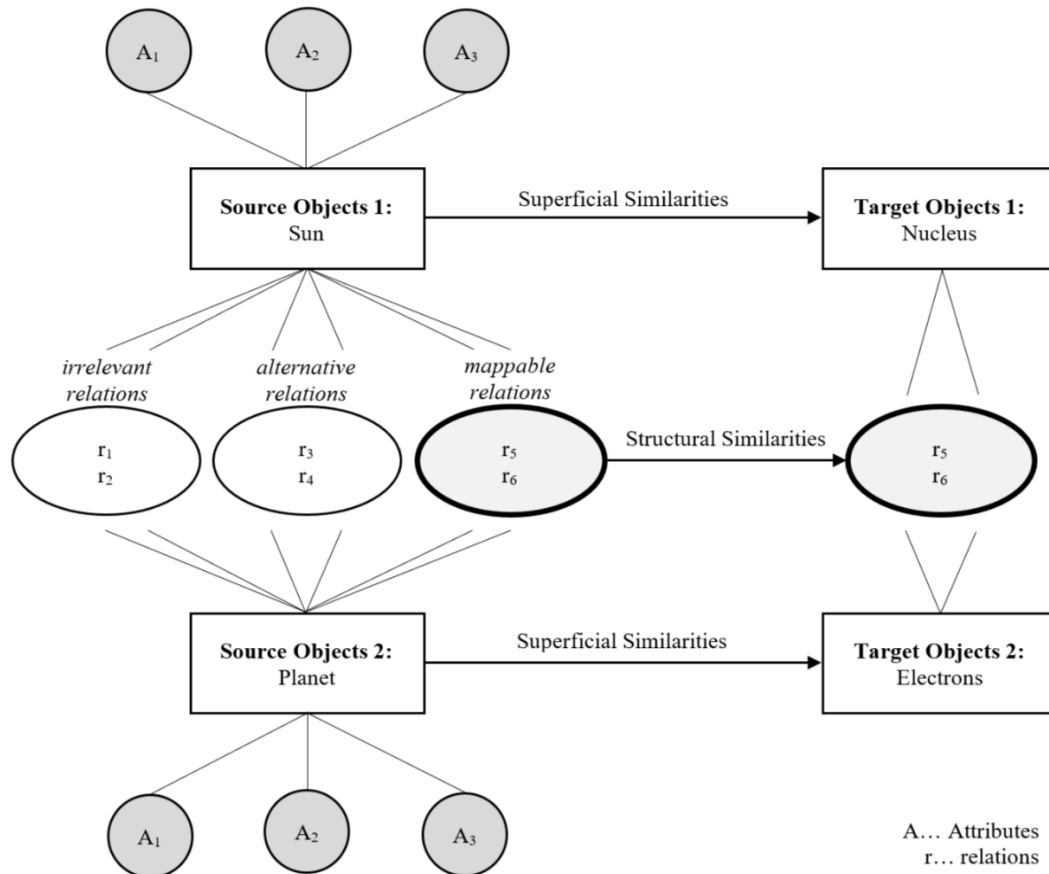 A1 A2 A3
Source Objects 1:
Sun
Superficial Similarities
Target Objects 1:
Nucleus
irrelevant
relations
alternative
relations
mappable
relations
r1
r2
r3
r4
r5
r6
Structural Similarities
r5
r6
Source Objects 2:
Planet
Superficial Similarities
Target Objects 2:
Electrons
A1 A2 A3
A… Attributes
r… relations